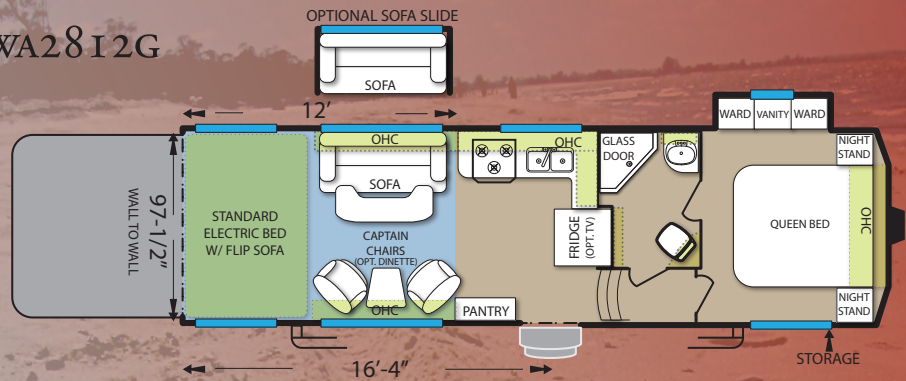 OPTIONAL SOFA SLIDE
WA2812G
SOFA
12'
WARD
VANITY
WARD
OHC
OHC
GLASS
DOOR
NIGHT
STAND
SOFA
97-1/2"
WALL TO WALL
STANDARD
ELECTRIC BED
W/ FLIP SOFA
CAPTAIN
CHAIRS
(OPT. DINETTE)
FRIDGE
(OPT. TV)
QUEEN BED
OHC
OHC
PANTRY
NIGHT
STAND
STORAGE
16'-4"